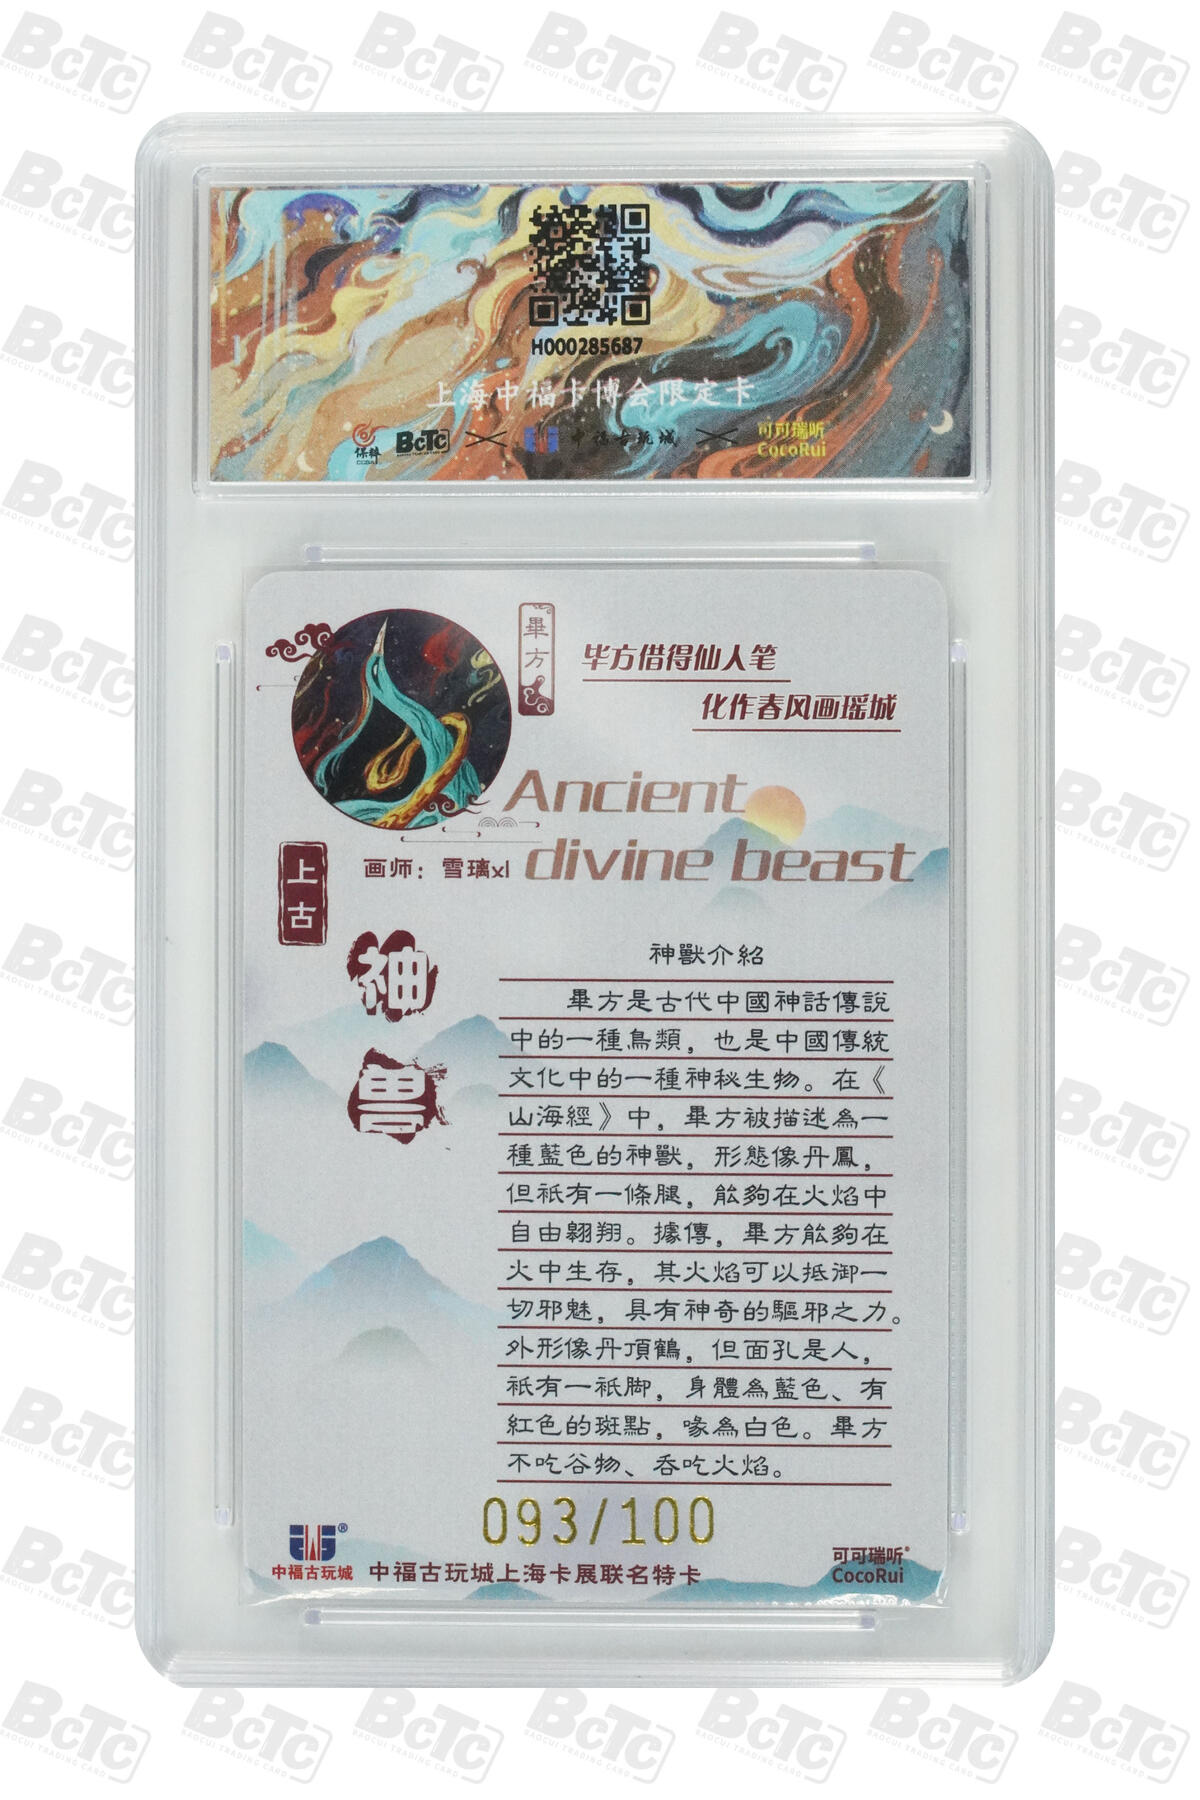 H000285687
上海中福卡博会限定卡
保粹 BCTC 中福古玩城 可可瑞听
CocoRui
畢方
毕方借得仙人笔
化作春风画瑶城
Ancient
divine beast
画师：雪璃xl
上古
神兽
神獸介紹
畢方是古代中國神話傳說
中的一種鳥類，也是中國傳統
文化中的一種神秘生物。在《
山海經》中，畢方被描述為一
種藍色的神獸，形態像丹鳳，
但祇有一條腿，能夠在火焰中
自由翱翔。據傳，畢方能夠在
火中生存，其火焰可以抵御一
切邪魅，具有神奇的驅邪之力。
外形像丹頂鶴，但面孔是人，
祇有一祇脚，身體為藍色、有
紅色的斑點，喙為白色。畢方
不吃谷物、吞吃火焰。
093/100
中福古玩城
中福古玩城上海卡展联名特卡
可可瑞听
CocoRui
BCTC
BAOCUI TRADING CARD